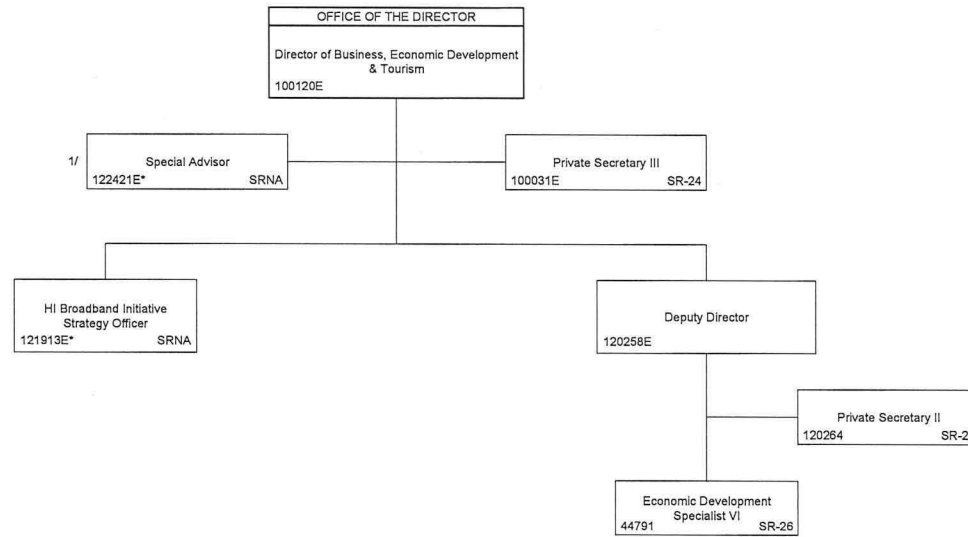 OFFICE OF THE DIRECTOR
Director of Business, Economic Development
& Tourism
100120E
1/
Special Advisor
122421E* SRNA
Private Secretary III
100031E SR-24
HI Broadband Initiative
Strategy Officer
121913E* SRNA
Deputy Director
120258E
Private Secretary II
120264
Economic Development
Specialist VI
44791 SR-26